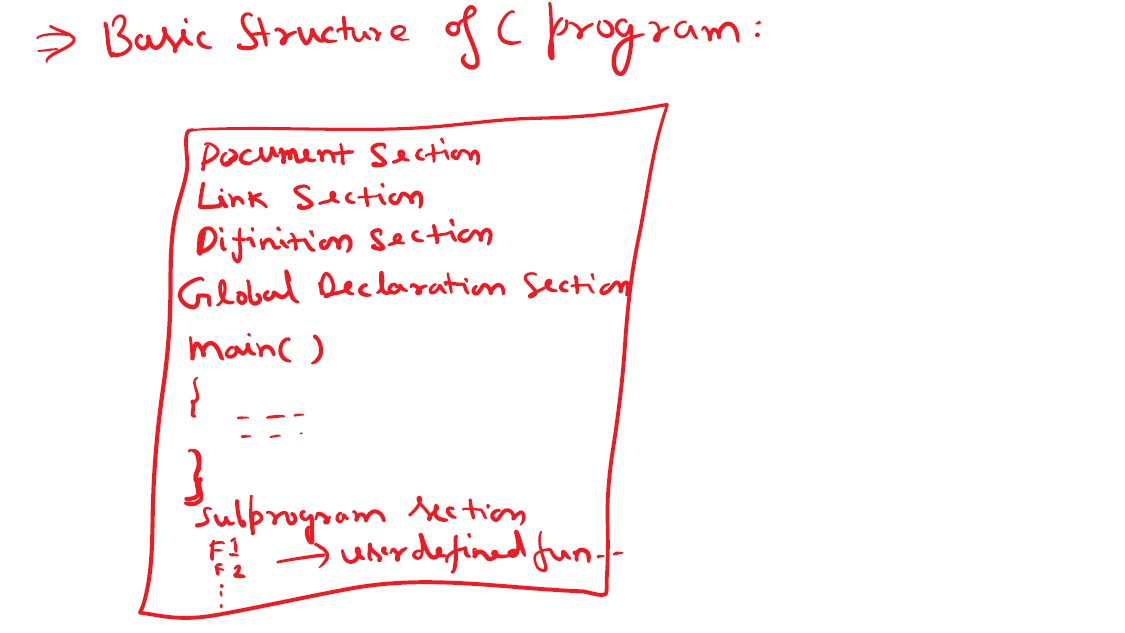 ⇒ Basic Structure of C program:
Document Section
Link Section
Difinition Section
Global Declaration Section
main( )
{
- - -
- - -
}
Subprogram Section
F1 → user defined fun--
F2
⋮